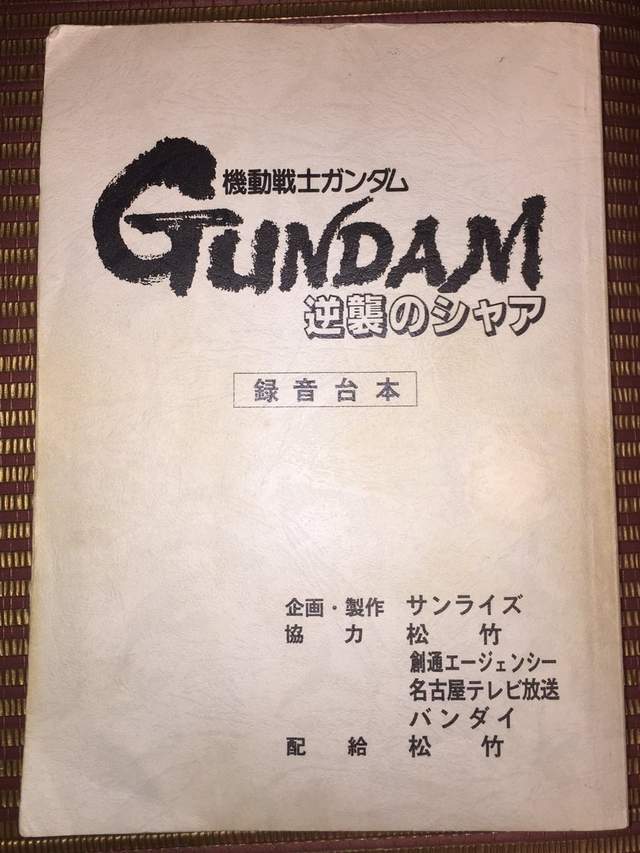 機動戦士ガンダム
GUNDAM
逆襲のシャア
録音台本
企画・製作 サンライズ
協力 松竹
創通エージェンシー
名古屋テレビ放送
バンダイ
配給 松竹